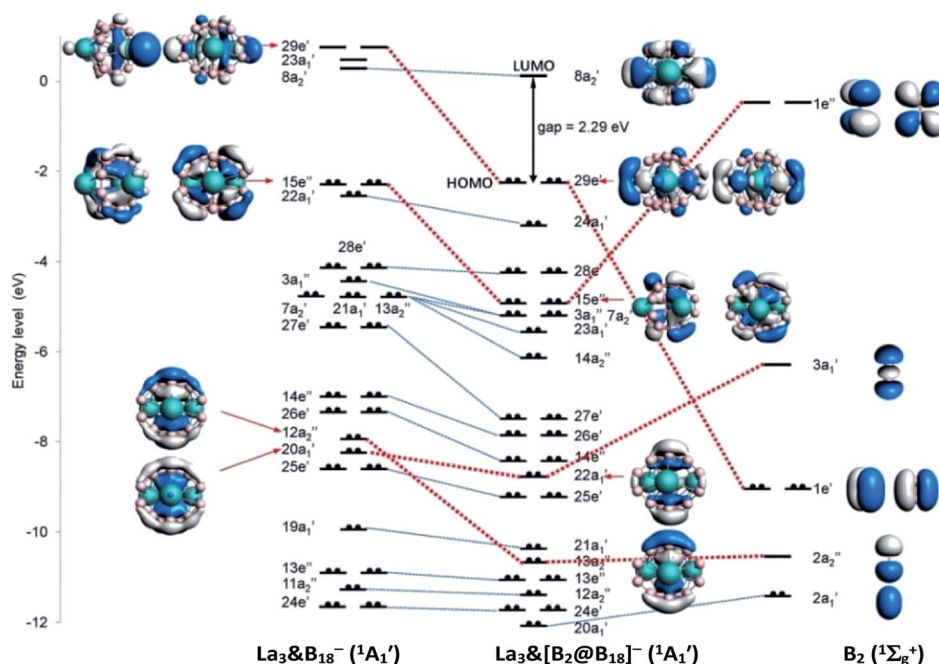 29e'
23a₁'
8a₂'
LUMO
8a₂'
0
gap = 2.29 eV
1e''
-2
15e''
22a₁'
HOMO
29e'
24a₁'
28e'
28e'
-4
3a₁''
7a₂'
21a₁'
13a₂''
27e'
15e''
3a₁'' 7a₂'
23a₁'
14a₂''
Energy level (eV)
-6
3a₁'
14e''
26e'
12a₂''
20a₁'
25e'
27e'
26e'
14e''
22a₁'
25e'
-8
1e'
19a₁'
21a₁'
13a₂''
-10
2a₂''
13e''
11a₂''
24e'
13e''
12a₂''
24e'
20a₁'
2a₁'
-12
La₃&B₁₈⁻ (¹A₁')
La₃&[B₂@B₁₈]⁻ (¹A₁')
B₂ (¹Σg⁺)